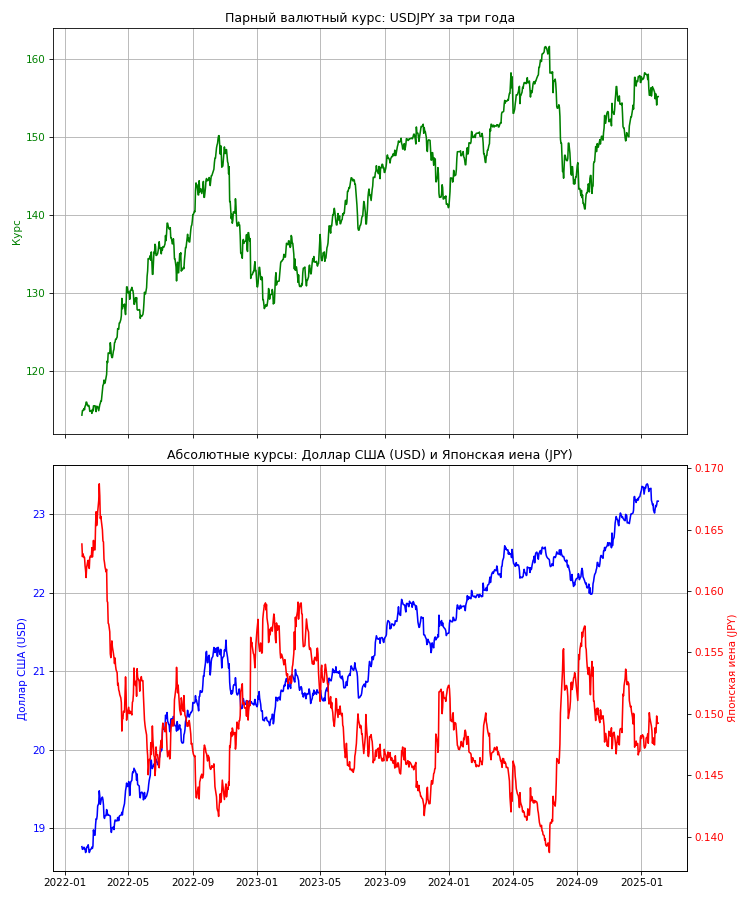 Парный валютный курс: USDJPY за три года
160
150
140
130
120
Курс
Абсолютные курсы: Доллар США (USD) и Японская иена (JPY)
23
22
21
20
19
Доллар США (USD)
0.170
0.165
0.160
0.155
0.150
0.145
0.140
Японская иена (JPY)
2022-01 2022-05 2022-09 2023-01 2023-05 2023-09 2024-01 2024-05 2024-09 2025-01